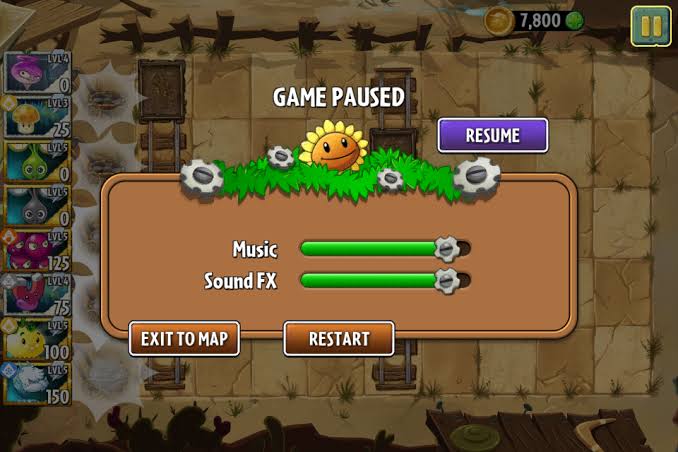 7,800
GAME PAUSED
RESUME
LVL4
0
LVL3
25
LVL5
0
LVL5
0
LVL5
125
LVL4
75
LVL5
100
LVL5
150
Music
Sound FX
EXIT TO MAP
RESTART